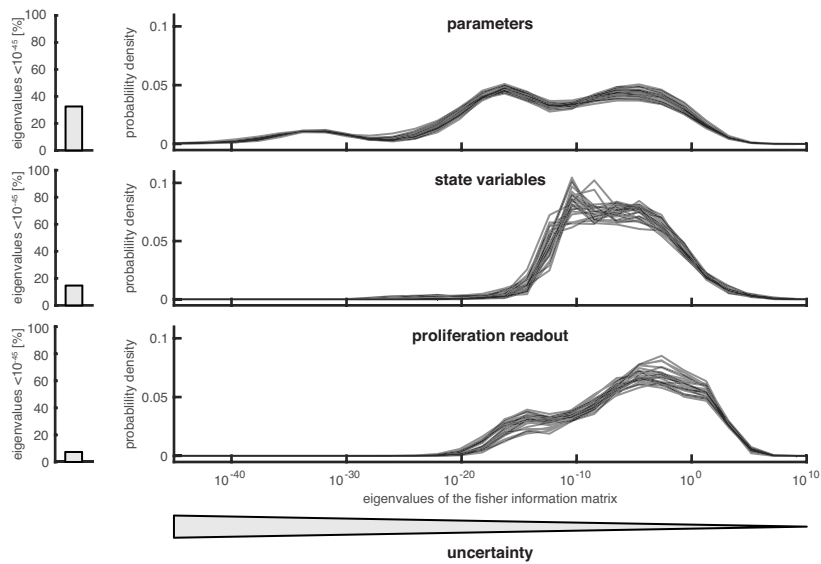 parameters
eigenvalues <10⁻⁴⁵ [%]
100
80
60
40
20
0
probablility density
0.1
0.05
0
state variables
eigenvalues <10⁻⁴⁵ [%]
100
80
60
40
20
0
probablility density
0.1
0.05
0
proliferation readout
eigenvalues <10⁻⁴⁵ [%]
100
80
60
40
20
0
probablility density
0.1
0.05
0
10⁻⁴⁰ 10⁻³⁰ 10⁻²⁰ 10⁻¹⁰ 10⁰ 10¹⁰
eigenvalues of the fisher information matrix
uncertainty